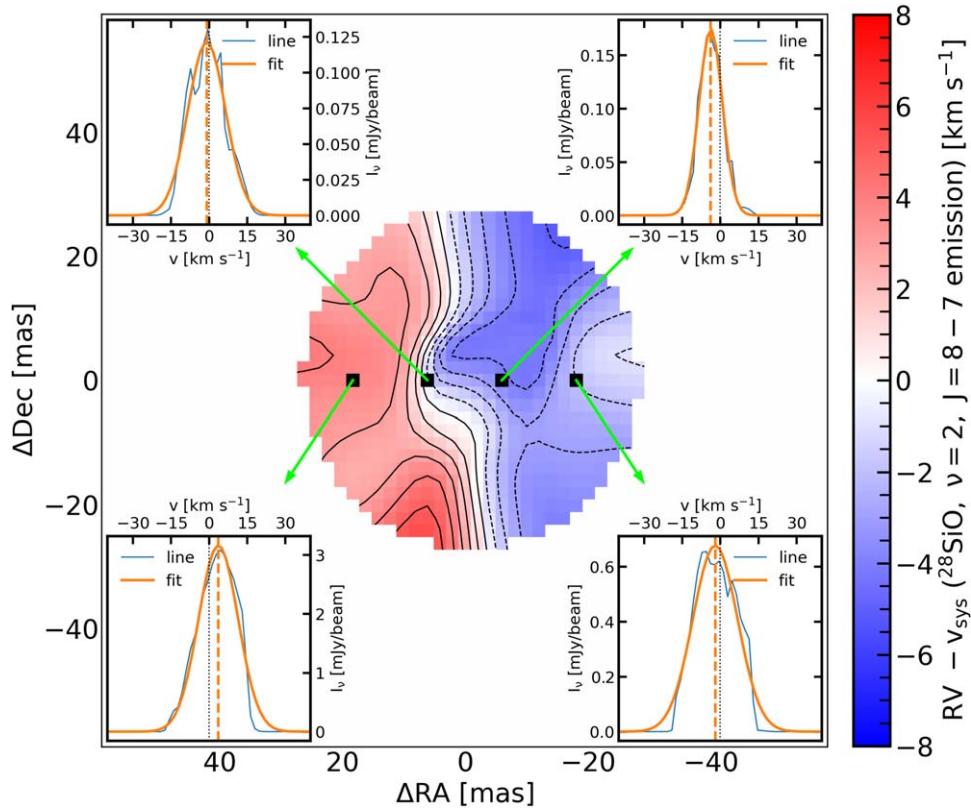 line
fit
0.125
0.100
0.075
0.050
0.025
0.000
Iν [mJy/beam]
−30 −15 0 15 30
v [km s⁻¹]
line
fit
0.15
0.10
0.05
0.00
Iν [mJy/beam]
−30 −15 0 15 30
v [km s⁻¹]
40
20
0
−20
−40
ΔDec [mas]
v [km s⁻¹]
−30 −15 0 15 30
line
fit
3
2
1
0
Iν [mJy/beam]
v [km s⁻¹]
−30 −15 0 15 30
line
fit
0.6
0.4
0.2
0.0
Iν [mJy/beam]
40 20 0 −20 −40
ΔRA [mas]
8
6
4
2
0
−2
−4
−6
−8
RV − vsys (²⁸SiO, ν = 2, J = 8 − 7 emission) [km s⁻¹]